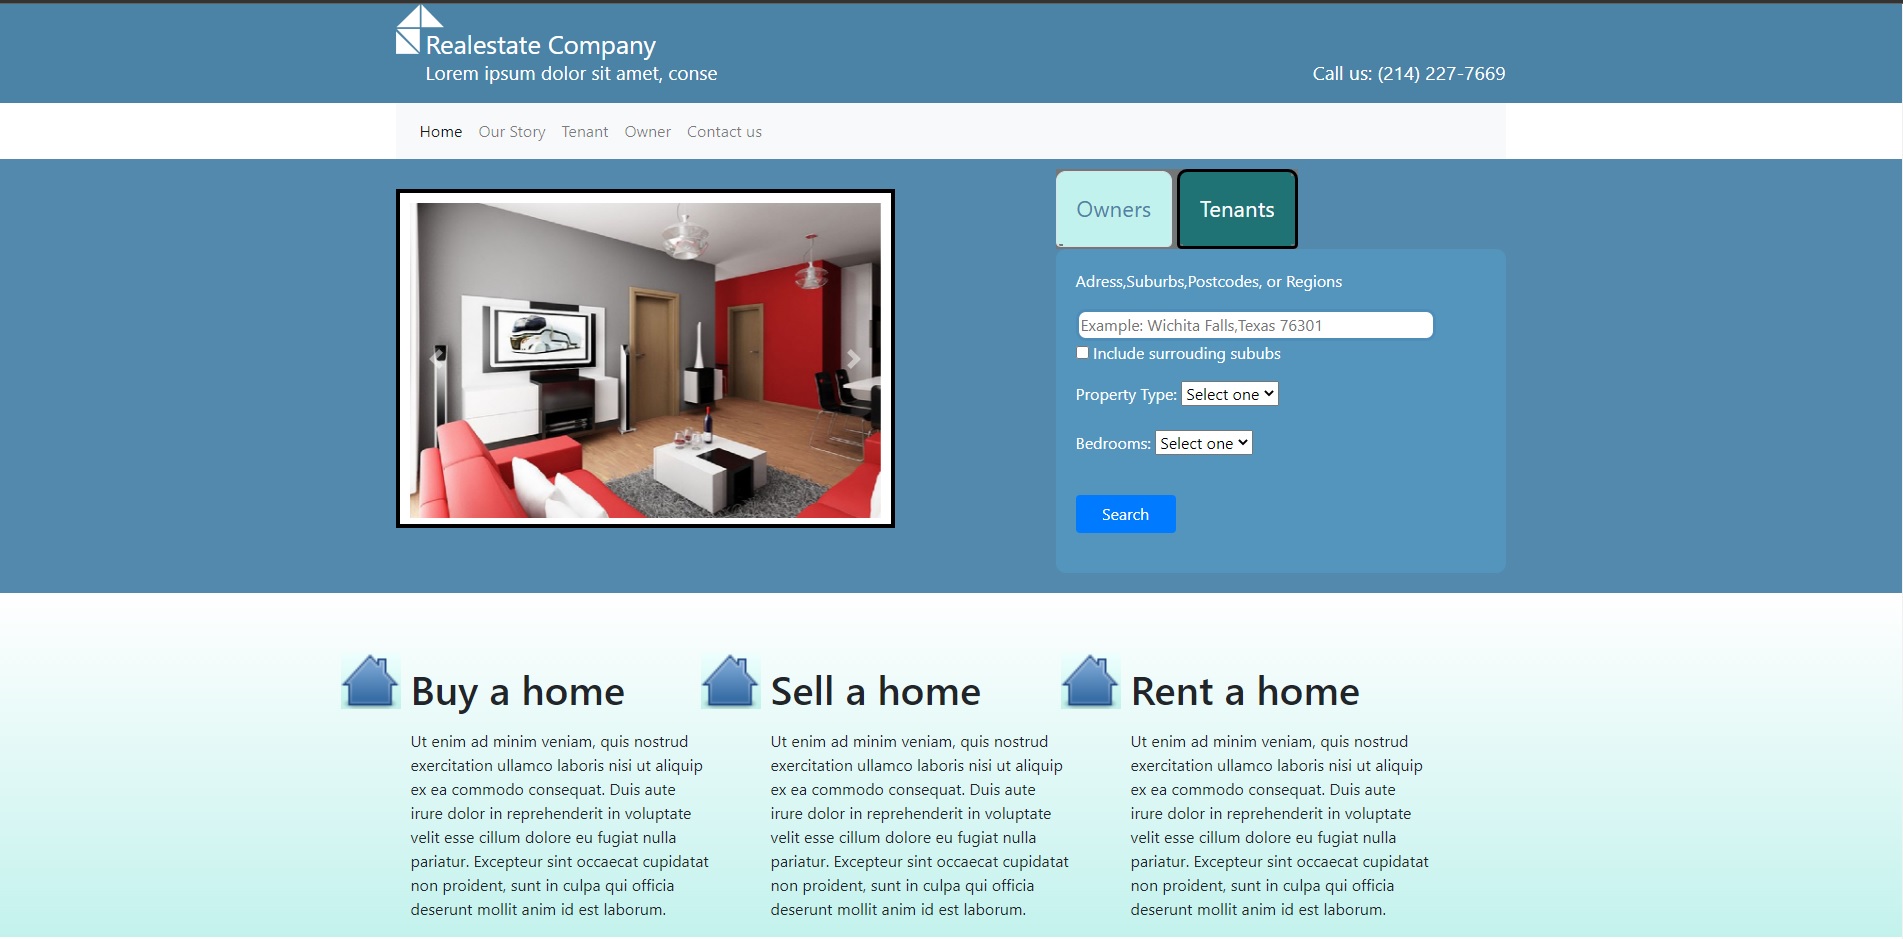 Realestate Company
Lorem ipsum dolor sit amet, conse
Call us: (214) 227-7669
Home Our Story Tenant Owner Contact us
Owners Tenants
Adress,Suburbs,Postcodes, or Regions
Example: Wichita Falls,Texas 76301
Include surrouding sububs
Property Type: Select one
Bedrooms: Select one
Search
Buy a home
Ut enim ad minim veniam, quis nostrud
exercitation ullamco laboris nisi ut aliquip
ex ea commodo consequat. Duis aute
irure dolor in reprehenderit in voluptate
velit esse cillum dolore eu fugiat nulla
pariatur. Excepteur sint occaecat cupidatat
non proident, sunt in culpa qui officia
deserunt mollit anim id est laborum.
Sell a home
Ut enim ad minim veniam, quis nostrud
exercitation ullamco laboris nisi ut aliquip
ex ea commodo consequat. Duis aute
irure dolor in reprehenderit in voluptate
velit esse cillum dolore eu fugiat nulla
pariatur. Excepteur sint occaecat cupidatat
non proident, sunt in culpa qui officia
deserunt mollit anim id est laborum.
Rent a home
Ut enim ad minim veniam, quis nostrud
exercitation ullamco laboris nisi ut aliquip
ex ea commodo consequat. Duis aute
irure dolor in reprehenderit in voluptate
velit esse cillum dolore eu fugiat nulla
pariatur. Excepteur sint occaecat cupidatat
non proident, sunt in culpa qui officia
deserunt mollit anim id est laborum.